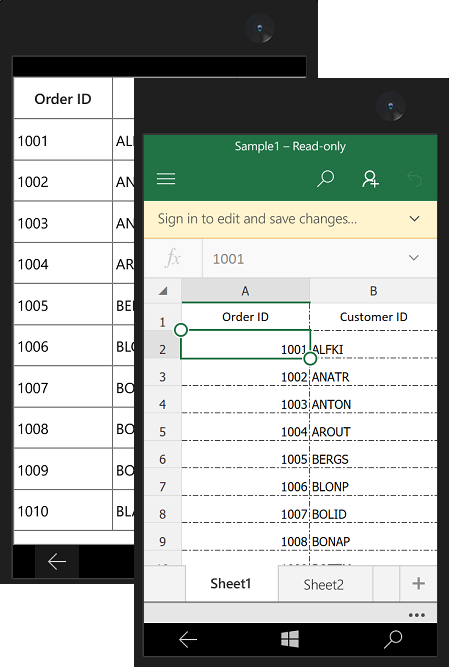 Order ID
1001 AL
1002 AN
1003 AN
1004 AR
1005 BE
1006 BL
1007 BO
1008 BO
1009 BO
1010 BL
Sample1 – Read-only
Sign in to edit and save changes...
fx 1001
A B
1 Order ID Customer ID
2 1001 ALFKI
3 1002 ANATR
4 1003 ANTON
5 1004 AROUT
6 1005 BERGS
7 1006 BLONP
8 1007 BOLID
9 1008 BONAP
Sheet1 Sheet2 +